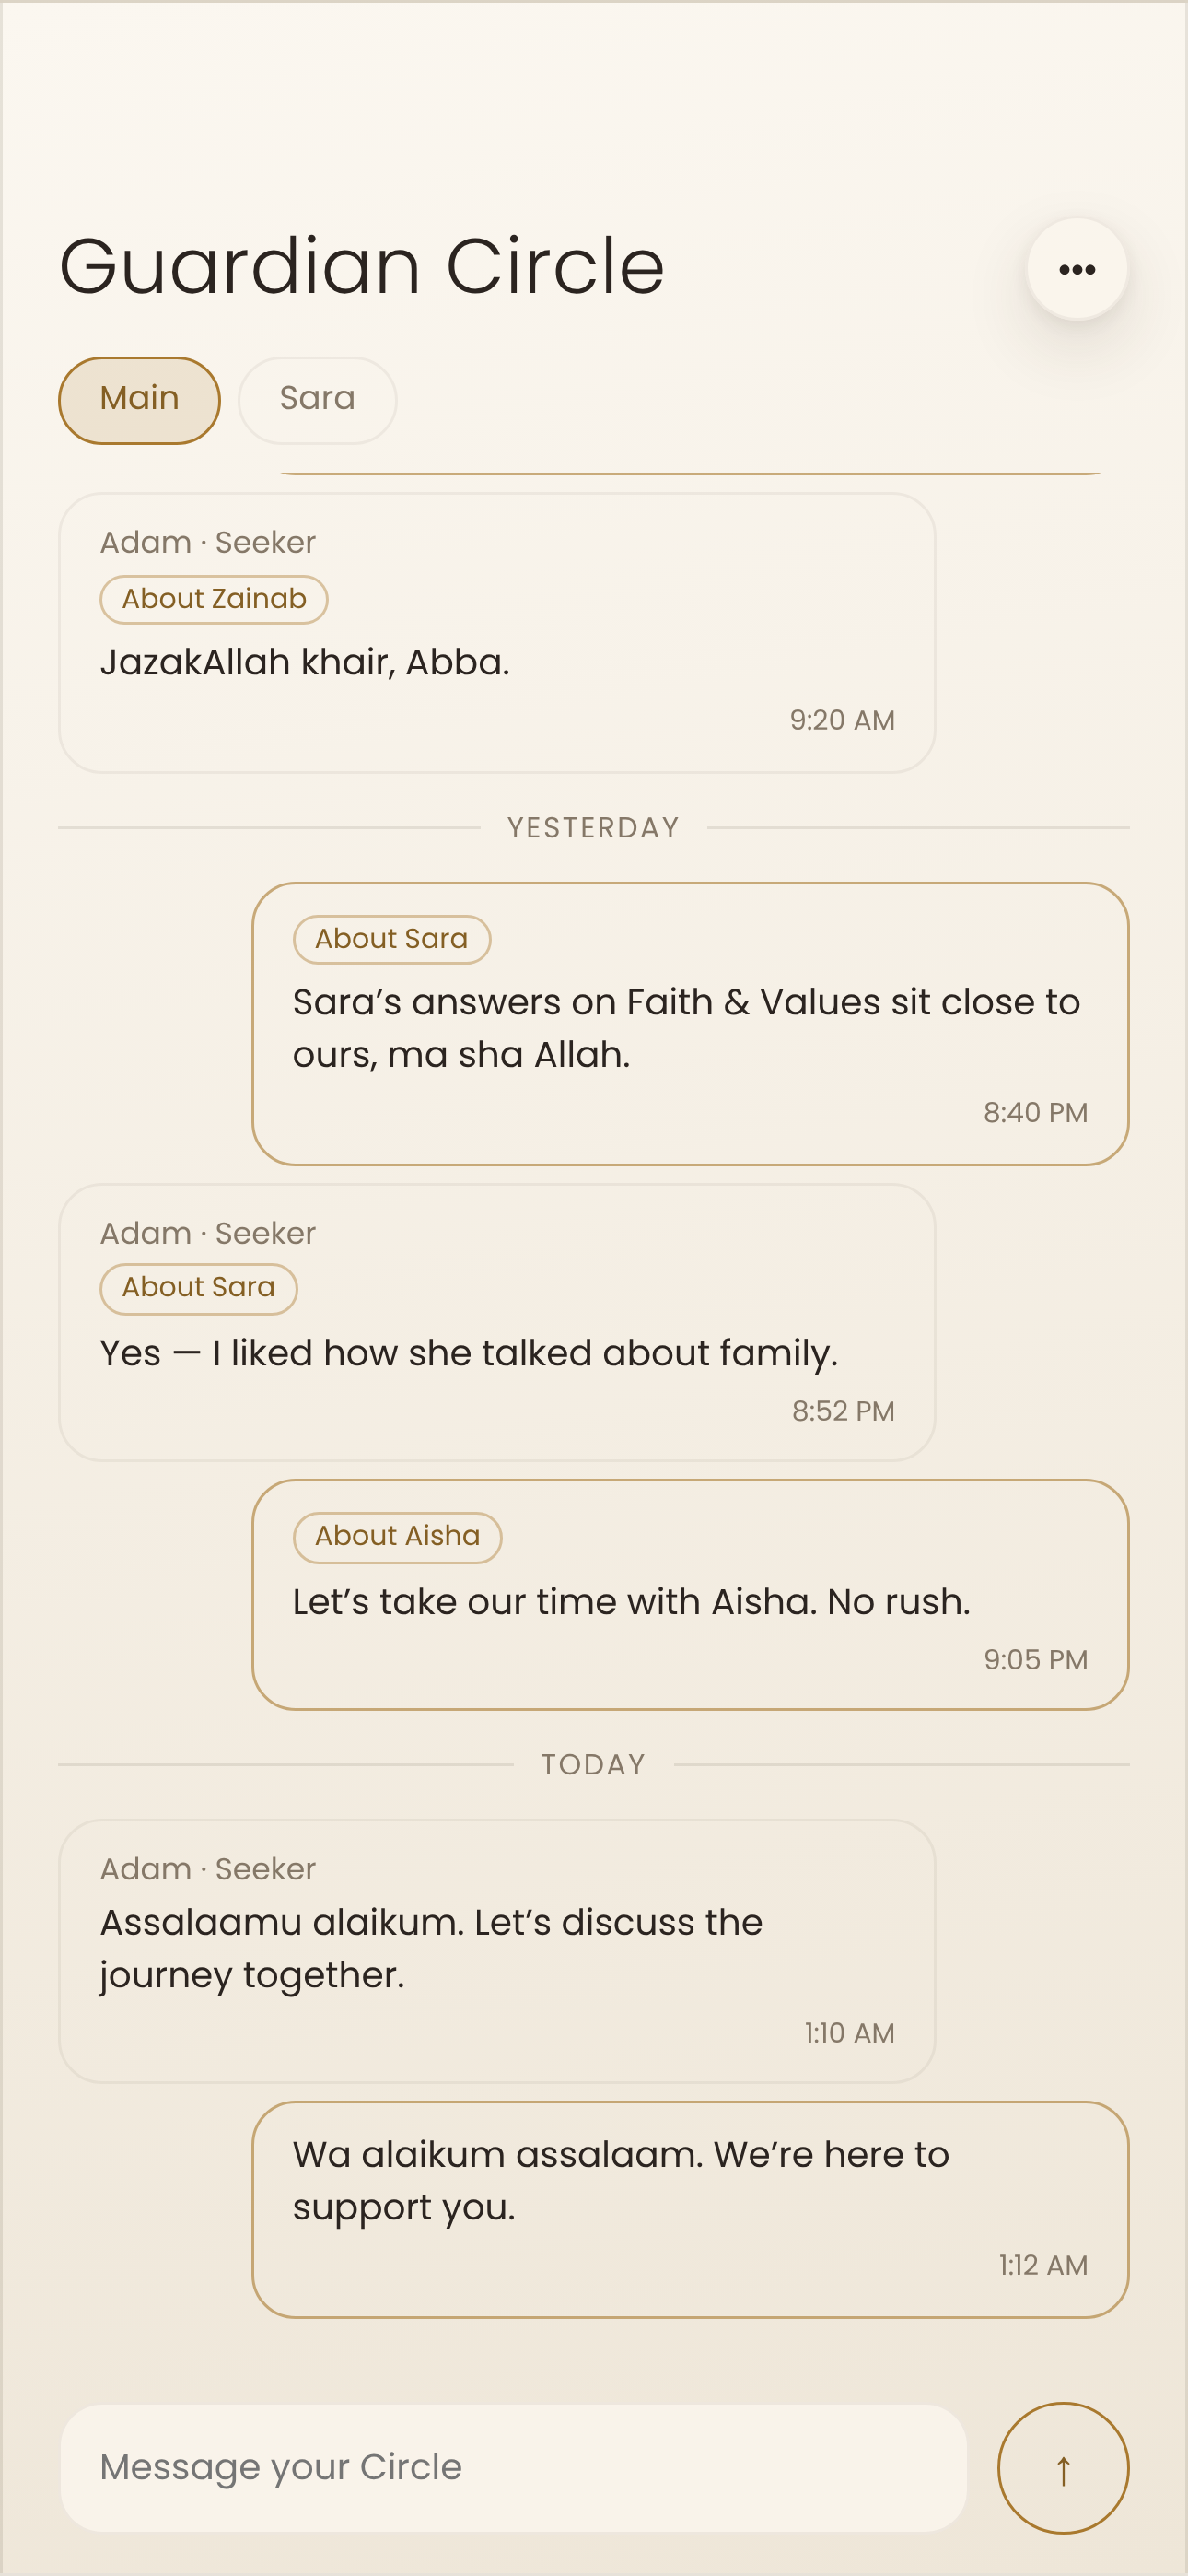 Guardian Circle
•••
Main
Sara
Adam · Seeker
About Zainab
JazakAllah khair, Abba.
9:20 AM
YESTERDAY
About Sara
Sara’s answers on Faith & Values sit close to
ours, ma sha Allah.
8:40 PM
Adam · Seeker
About Sara
Yes — I liked how she talked about family.
8:52 PM
About Aisha
Let’s take our time with Aisha. No rush.
9:05 PM
TODAY
Adam · Seeker
Assalaamu alaikum. Let’s discuss the
journey together.
1:10 AM
Wa alaikum assalaam. We’re here to
support you.
1:12 AM
Message your Circle
↑